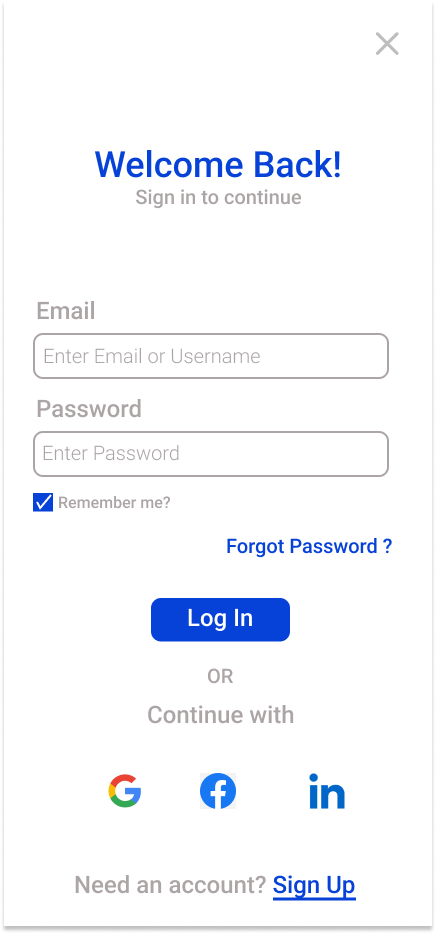 Welcome Back!
Sign in to continue
Email
Enter Email or Username
Password
Enter Password
Remember me?
Forgot Password ?
Log In
OR
Continue with
G f in
Need an account? Sign Up